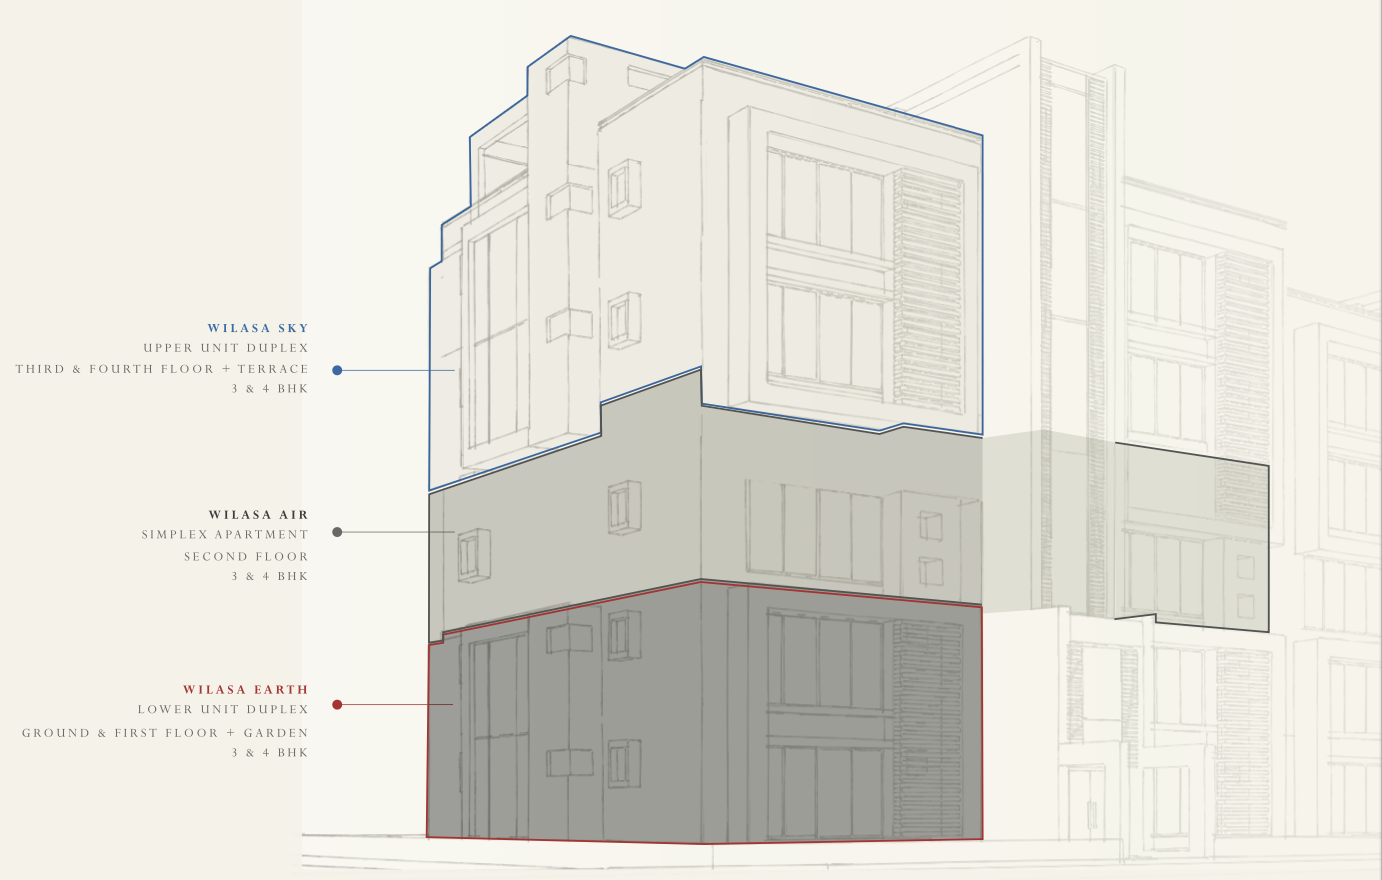 WILASA SKY
UPPER UNIT DUPLEX
THIRD & FOURTH FLOOR + TERRACE
3 & 4 BHK
WILASA AIR
SIMPLEX APARTMENT
SECOND FLOOR
3 & 4 BHK
WILASA EARTH
LOWER UNIT DUPLEX
GROUND & FIRST FLOOR + GARDEN
3 & 4 BHK